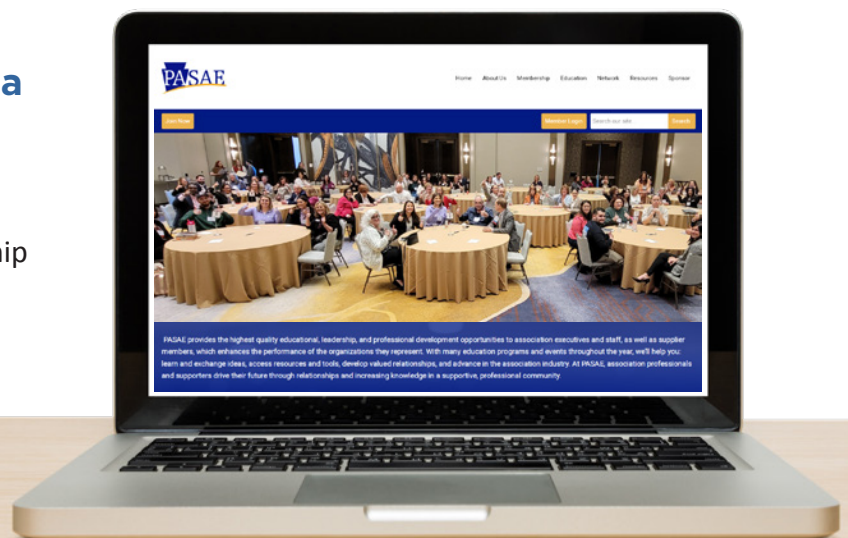 a
ip
PASAE
Home About Us Membership Education Network Resources Sponsor
Join Now Member Login Search our site... Search
PASAE provides the highest quality educational, leadership, and professional development opportunities to association executives and staff, as well as supplier
members, which enhances the performance of the organizations they represent. With many education programs and events throughout the year, we'll help you:
learn and exchange ideas, access resources and tools, develop valued relationships, and advance in the association industry. At PASAE, association professionals
and supporters drive their future through relationships and increasing knowledge in a supportive, professional community.